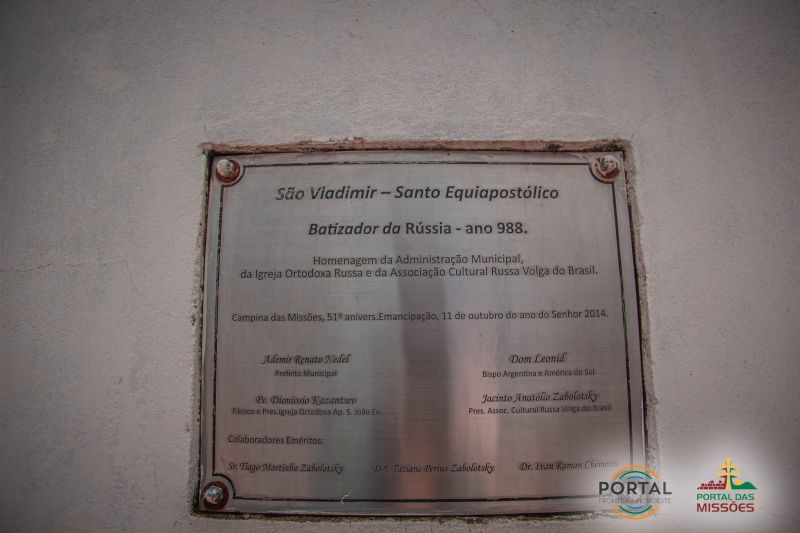 São Vladimir – Santo Equiapostólico
Batizador da Rússia - ano 988.
Homenagem da Administração Municipal,
da Igreja Ortodoxa Russa e da Associação Cultural Russa Volga do Brasil.
Campina das Missões, 51º anivers.Emancipação, 11 de outubro do ano do Senhor 2014.
Ademir Renato Nedel
Prefeito Municipal
Dom Leonid
Bispo Argentina e América do Sul
Pe. Dioníosio Kazantsev
Pároco e Pres.Igreja Ortodoxa Ap. S. João Ev.
Jacinto Anatólio Zabolotsky
Pres. Assoc. Cultural Russa Volga do Brasil
Colaboradores Eméritos:
Sr. Tiago Martinho Zabolotsky
Drª. Tatiane Perius Zabolotsky
Dr. Ivan Ramon Chemeris
PORTAL
FRONTEIRA NOROESTE
PORTAL DAS
MISSÕES